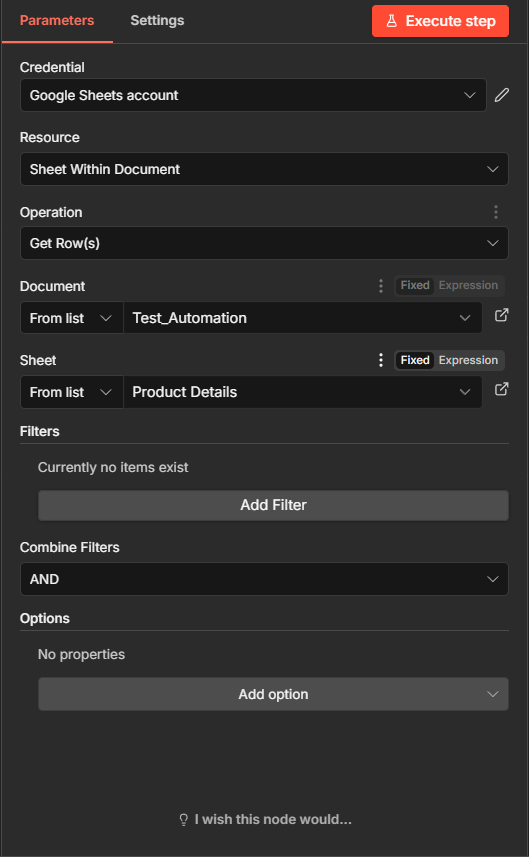 Parameters Settings Execute step
Credential
Google Sheets account
Resource
Sheet Within Document
Operation
Get Row(s)
Document Fixed Expression
From list Test_Automation
Sheet Fixed Expression
From list Product Details
Filters
Currently no items exist
Add Filter
Combine Filters
AND
Options
No properties
Add option
I wish this node would...